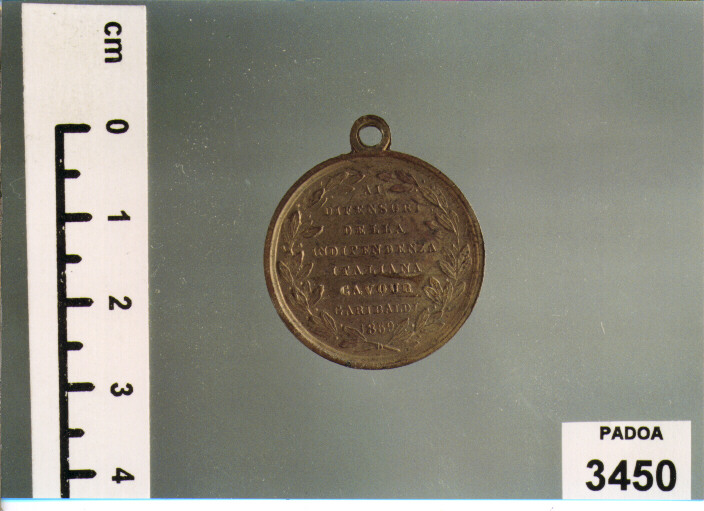 cm
0
1
2
3
4
AI
DIFENSORI
DELLA
INDIPENDENZA
ITALIANA
CAVOUR
GARIBALDI
1859
PADOA
3450